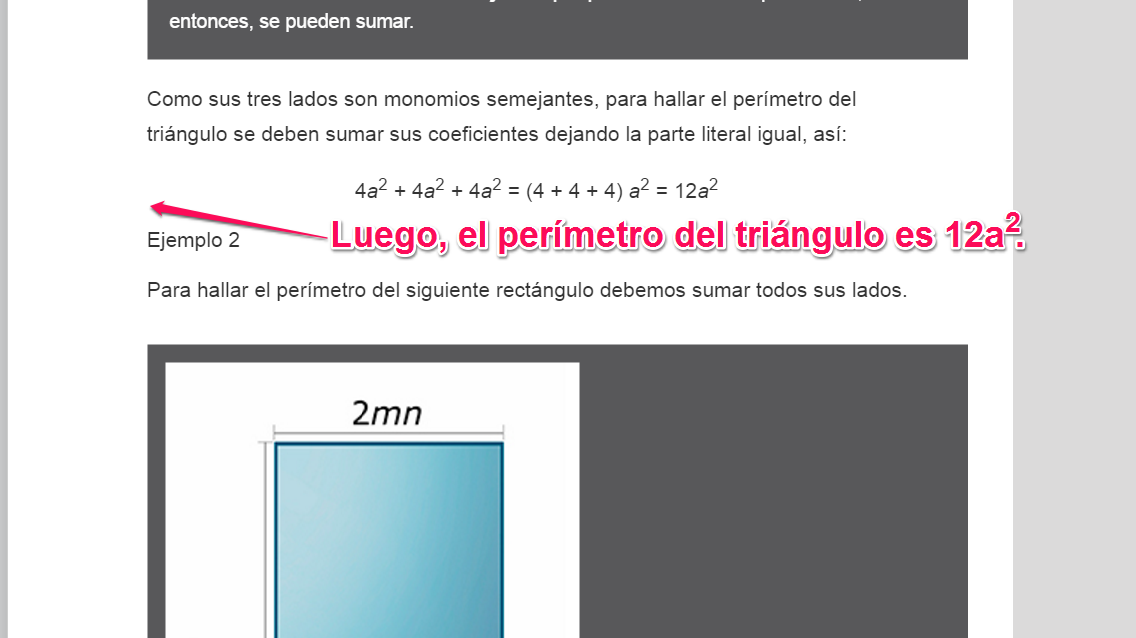 entonces, se pueden sumar.
Como sus tres lados son monomios semejantes, para hallar el perímetro del
triángulo se deben sumar sus coeficientes dejando la parte literal igual, así:
4a² + 4a² + 4a² = (4 + 4 + 4) a² = 12a²
Luego, el perímetro del triángulo es 12a².
Ejemplo 2
Para hallar el perímetro del siguiente rectángulo debemos sumar todos sus lados.
2mn